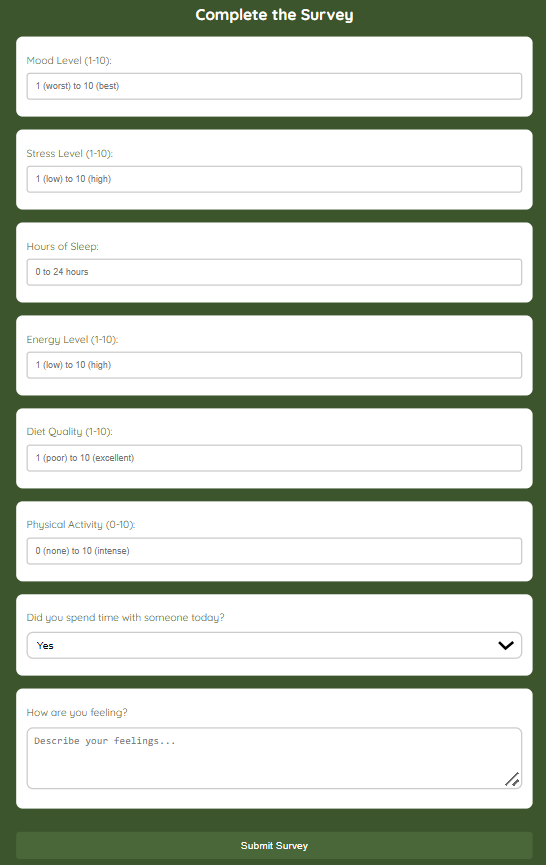 Complete the Survey
Mood Level (1-10):
1 (worst) to 10 (best)
Stress Level (1-10):
1 (low) to 10 (high)
Hours of Sleep:
0 to 24 hours
Energy Level (1-10):
1 (low) to 10 (high)
Diet Quality (1-10):
1 (poor) to 10 (excellent)
Physical Activity (0-10):
0 (none) to 10 (intense)
Did you spend time with someone today?
Yes
How are you feeling?
Describe your feelings...
Submit Survey